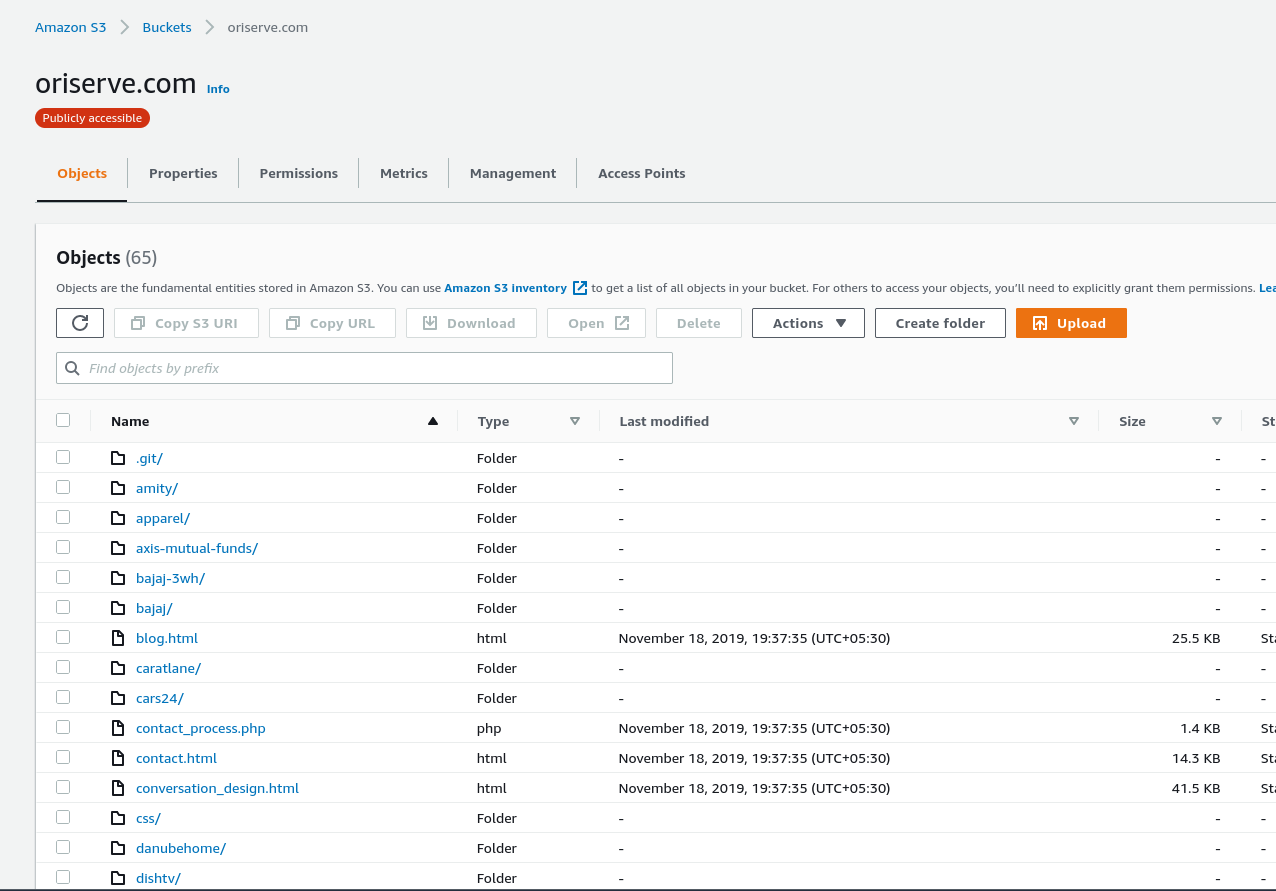 Amazon S3 Buckets oriserve.com
oriserve.com Info
Publicly accessible
Objects Properties Permissions Metrics Management Access Points
Objects (65)
Objects are the fundamental entities stored in Amazon S3. You can use Amazon S3 inventory to get a list of all objects in your bucket. For others to access your objects, you'll need to explicitly grant them permissions. Lea
Copy S3 URI Copy URL Download Open Delete Actions Create folder Upload
Find objects by prefix
Name Type Last modified Size St
.git/ Folder - - -
amity/ Folder - - -
apparel/ Folder - - -
axis-mutual-funds/ Folder - - -
bajaj-3wh/ Folder - - -
bajaj/ Folder - - -
blog.html html November 18, 2019, 19:37:35 (UTC+05:30) 25.5 KB Sta
caratlane/ Folder - - -
cars24/ Folder - - -
contact_process.php php November 18, 2019, 19:37:35 (UTC+05:30) 1.4 KB Sta
contact.html html November 18, 2019, 19:37:35 (UTC+05:30) 14.3 KB Sta
conversation_design.html html November 18, 2019, 19:37:35 (UTC+05:30) 41.5 KB Sta
css/ Folder - - -
danubehome/ Folder - - -
dishtv/ Folder - - -